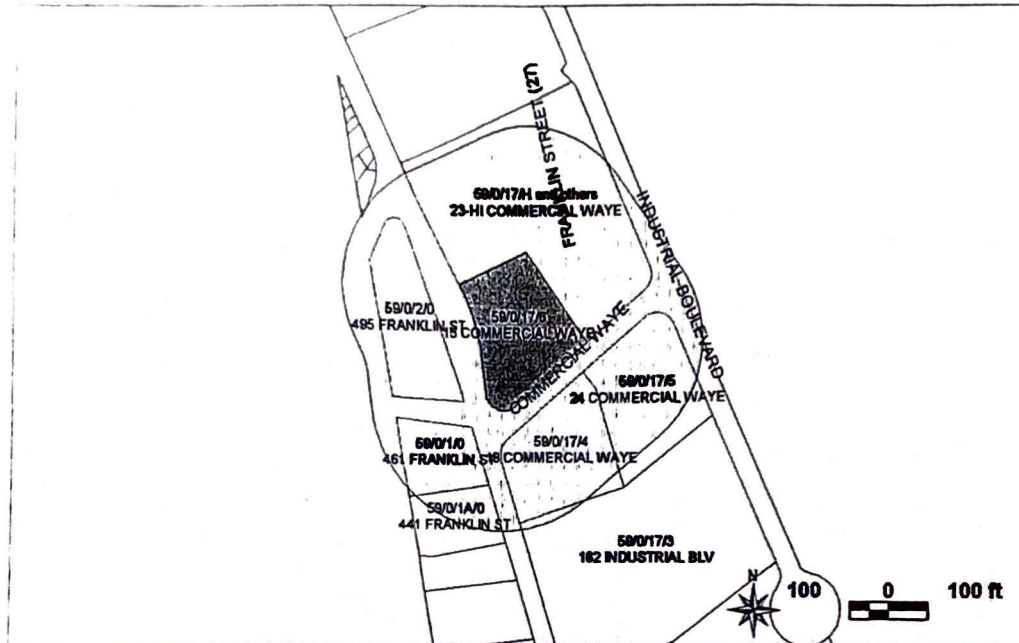 FRANKLIN STREET (27)
59/0/17/H and others
23-HI COMMERCIAL WAYE
INDUSTRIAL BOULEVARD
59/0/2/0
495 FRANKLIN ST
59/0/17/6
15 COMMERCIAL WAYE
COMMERCIAL WAYE
59/0/17/5
24 COMMERCIAL WAYE
59/0/1/0
461 FRANKLIN ST
59/0/17/4
18 COMMERCIAL WAYE
59/0/1A/0
441 FRANKLIN ST
59/0/17/3
162 INDUSTRIAL BLV
N
100 0 100 ft